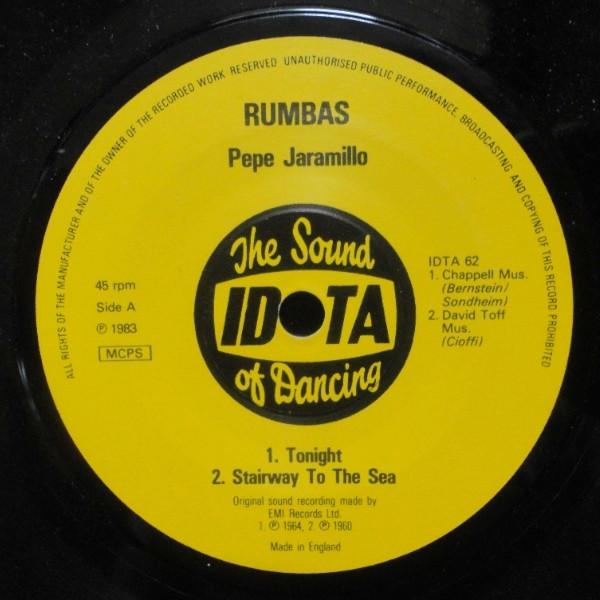 ALL RIGHTS OF THE MANUFACTURER AND OF THE OWNER OF THE RECORDED WORK RESERVED UNAUTHORISED PUBLIC PERFORMANCE, BROADCASTING AND COPYING OF THIS RECORD PROHIBITED
RUMBAS
Pepe Jaramillo
The Sound
IDTA
of Dancing
45 rpm
Side A
℗ 1983
MCPS
IDTA 62
1. Chappell Mus.
(Bernstein/
Sondheim)
2. David Toff
Mus.
(Cioffi)
1. Tonight
2. Stairway To The Sea
Original sound recording made by
EMI Records Ltd.
1. ℗ 1964, 2. ℗ 1960
Made in England